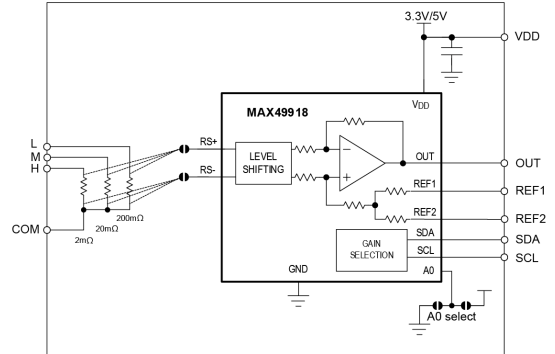 3.3V/5V
VDD
MAX49918
VDD
L
M
H
RS+
RS-
LEVEL
SHIFTING
OUT
OUT
REF1
REF1
REF2
REF2
200mΩ
20mΩ
2mΩ
COM
GAIN
SELECTION
SDA
SDA
SCL
SCL
GND
A0
A0 select